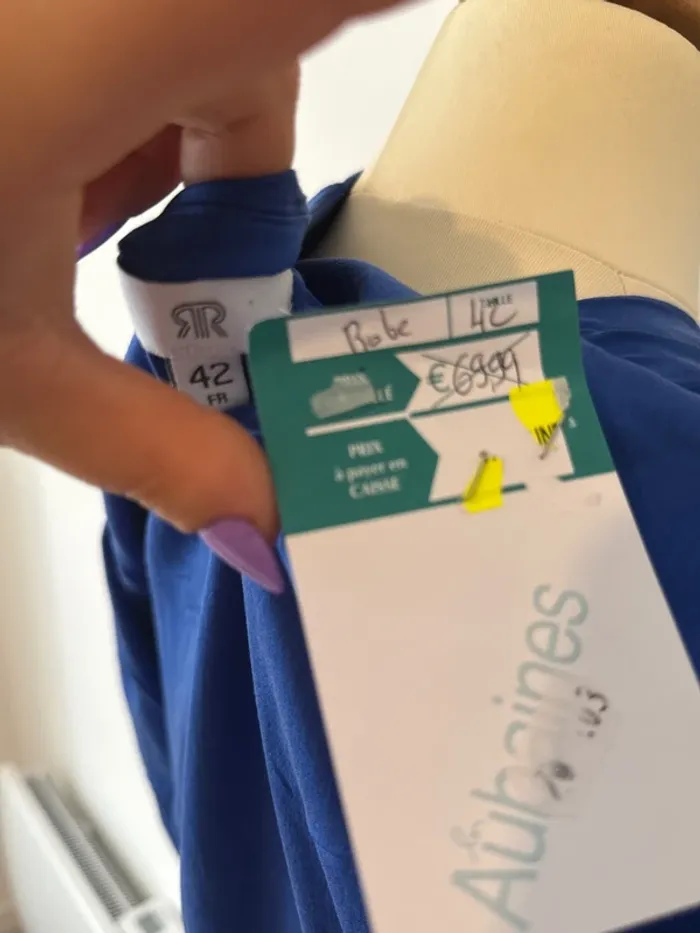 RR
42
FR
Robe
TAILLE
42
€69,99
PRIX
à payer en
CAISSE
Aubaines